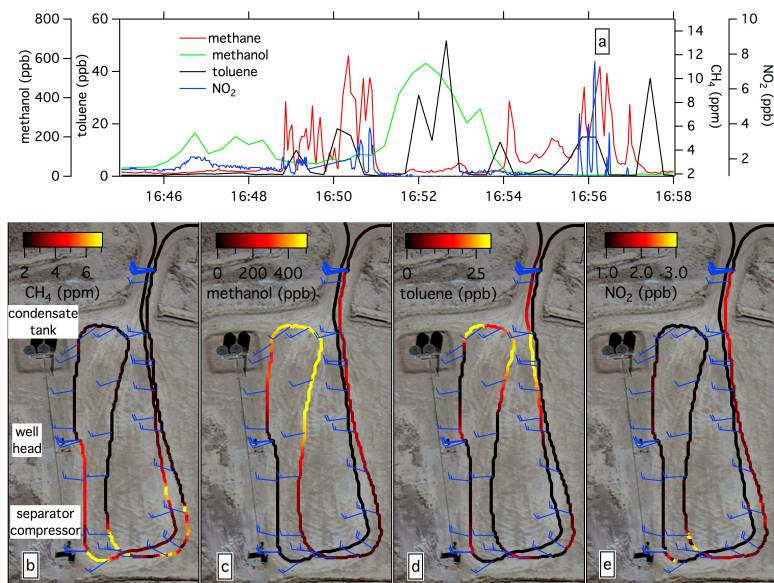 800
600
400
200
0
methanol (ppb)
60
40
20
0
toluene (ppb)
methane
methanol
toluene
NO2
a
14
12
10
8
6
4
2
CH4 (ppm)
10
8
6
4
2
NO2 (ppb)
16:46 16:48 16:50 16:52 16:54 16:56 16:58
2 4 6
CH4 (ppm)
0 200 400
methanol (ppb)
0 25
toluene (ppb)
1.0 2.0 3.0
NO2 (ppb)
condensate
tank
well
head
separator
compressor
b c d e